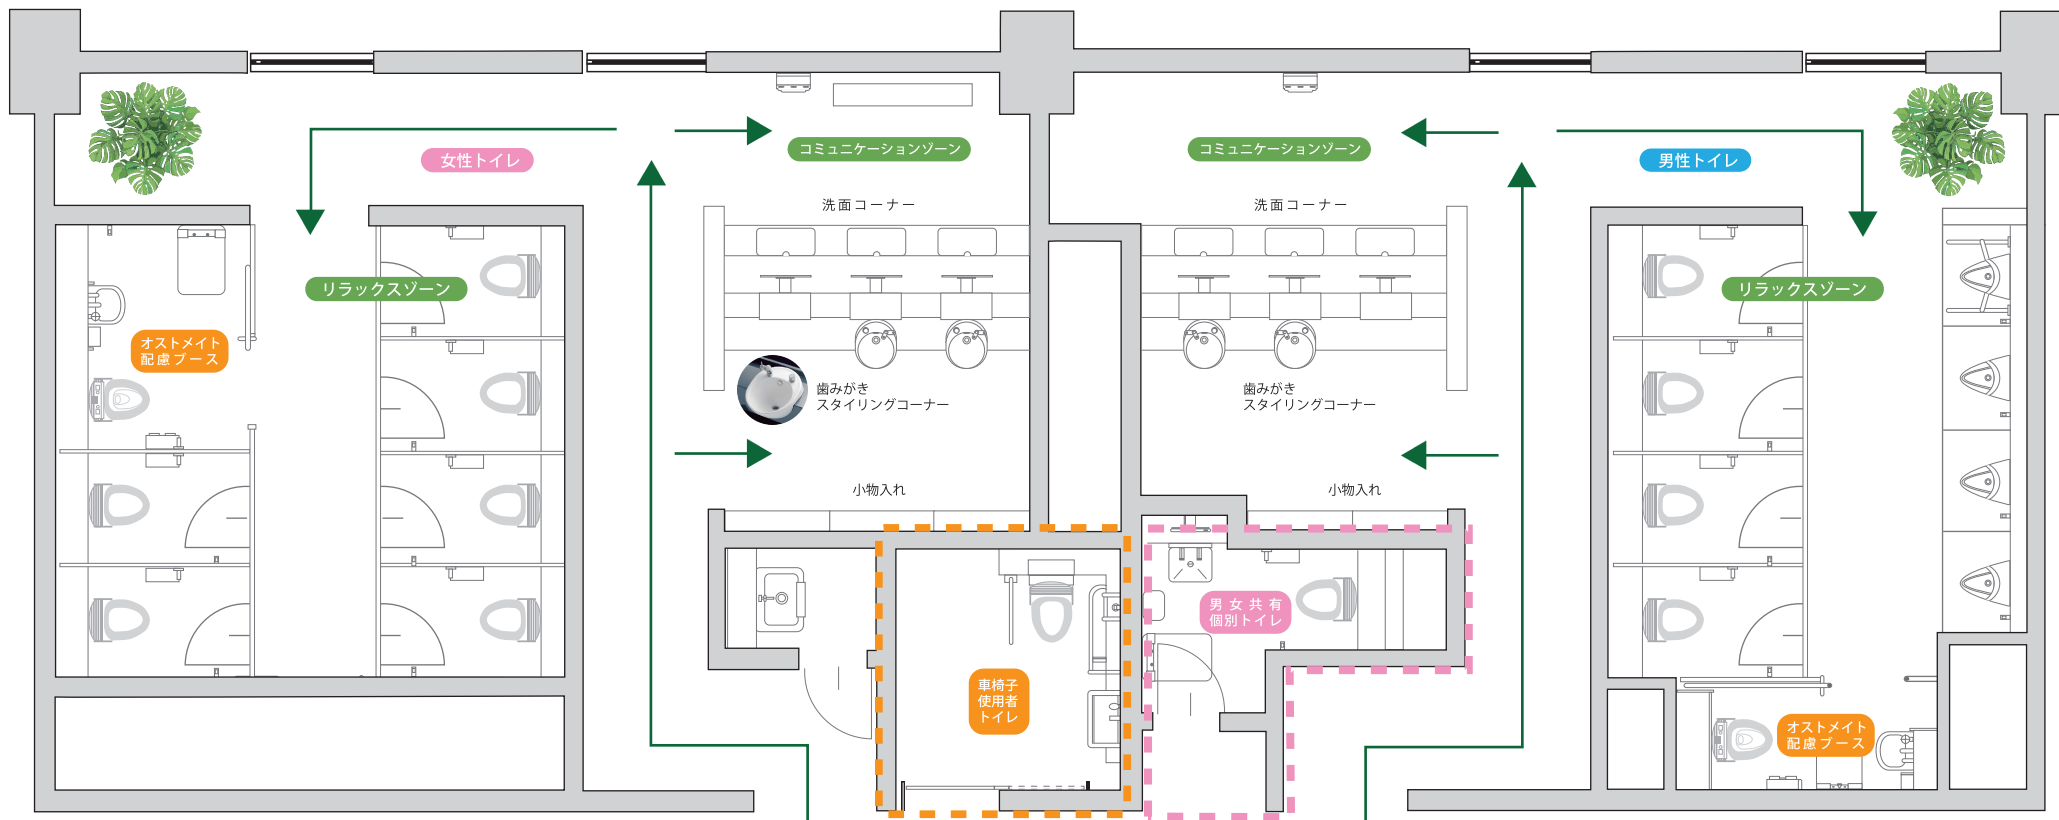 女性トイレ
コミュニケーションゾーン
コミュニケーションゾーン
男性トイレ
洗面コーナー
洗面コーナー
リラックスゾーン
リラックスゾーン
オストメイト
配慮ブース
歯みがき
スタイリングコーナー
歯みがき
スタイリングコーナー
小物入れ
小物入れ
男女共有
個別トイレ
車椅子
使用者
トイレ
オストメイト
配慮ブース